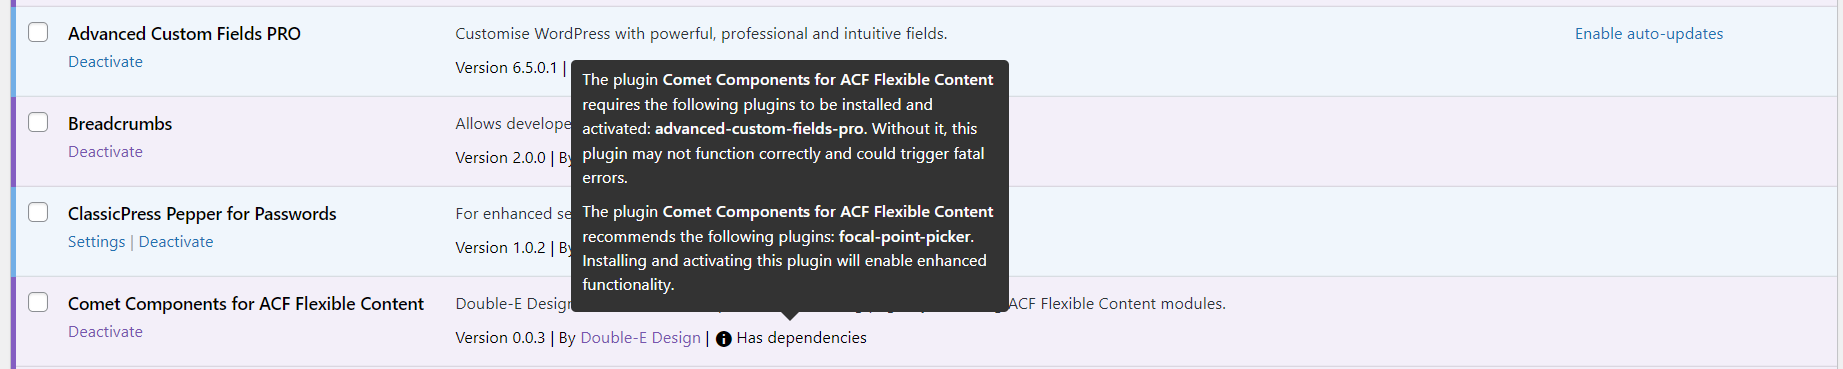 Advanced Custom Fields PRO
Customise WordPress with powerful, professional and intuitive fields.
Enable auto-updates
Deactivate
Version 6.5.0.1 |
Breadcrumbs
Allows develope
Deactivate
Version 2.0.0 | By
ClassicPress Pepper for Passwords
For enhanced se
Settings | Deactivate
Version 1.0.2 | By
The plugin Comet Components for ACF Flexible Content
requires the following plugins to be installed and
activated: advanced-custom-fields-pro. Without it, this
plugin may not function correctly and could trigger fatal
errors.
The plugin Comet Components for ACF Flexible Content
recommends the following plugins: focal-point-picker.
Installing and activating this plugin will enable enhanced
functionality.
Comet Components for ACF Flexible Content
Double-E Design ACF Flexible Content modules.
Deactivate
Version 0.0.3 | By Double-E Design | Has dependencies